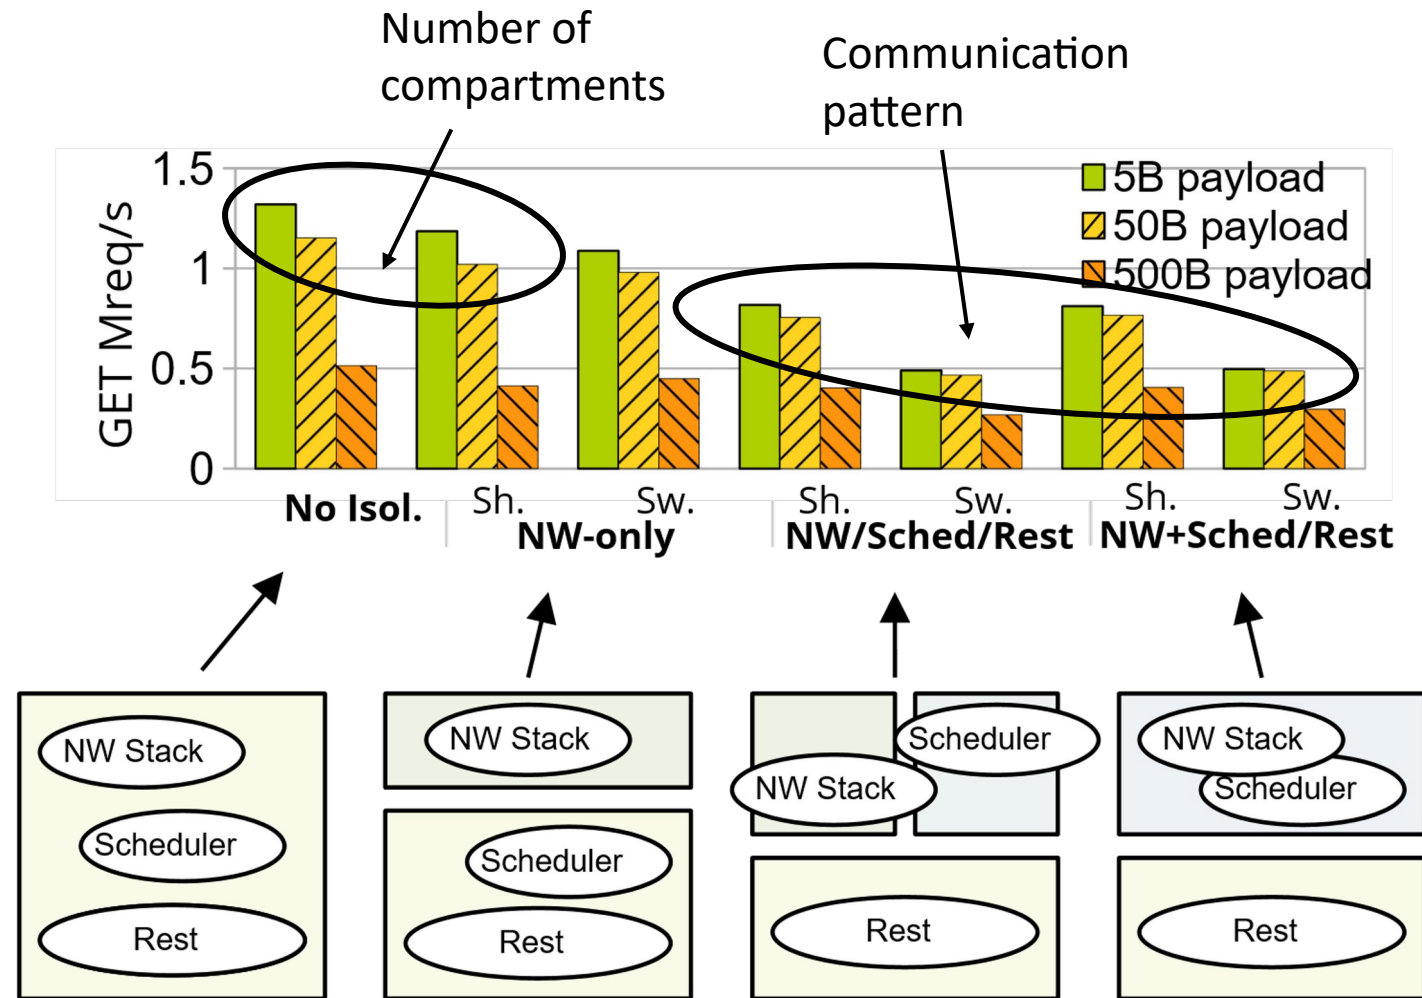 Number of
compartments
Communication
pattern
GET Mreq/s
1.5
1
0.5
0
5B payload
50B payload
500B payload
Sh.
Sw.
Sh.
Sw.
Sh.
Sw.
No Isol.
NW-only
NW/Sched/Rest
NW+Sched/Rest
NW Stack
Scheduler
Rest
NW Stack
Scheduler
Rest
NW Stack
Scheduler
Rest
NW Stack
Scheduler
Rest